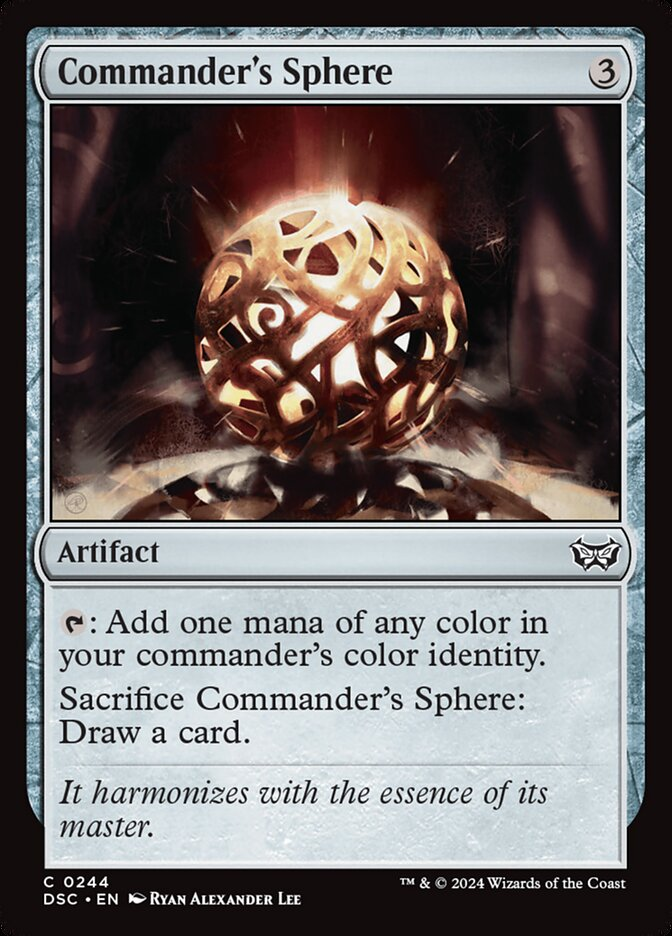 Commander's Sphere 3
Artifact
: Add one mana of any color in
your commander's color identity.
Sacrifice Commander's Sphere:
Draw a card.
It harmonizes with the essence of its
master.
C 0244
DSC • EN Ryan Alexander Lee
™ & © 2024 Wizards of the Coast